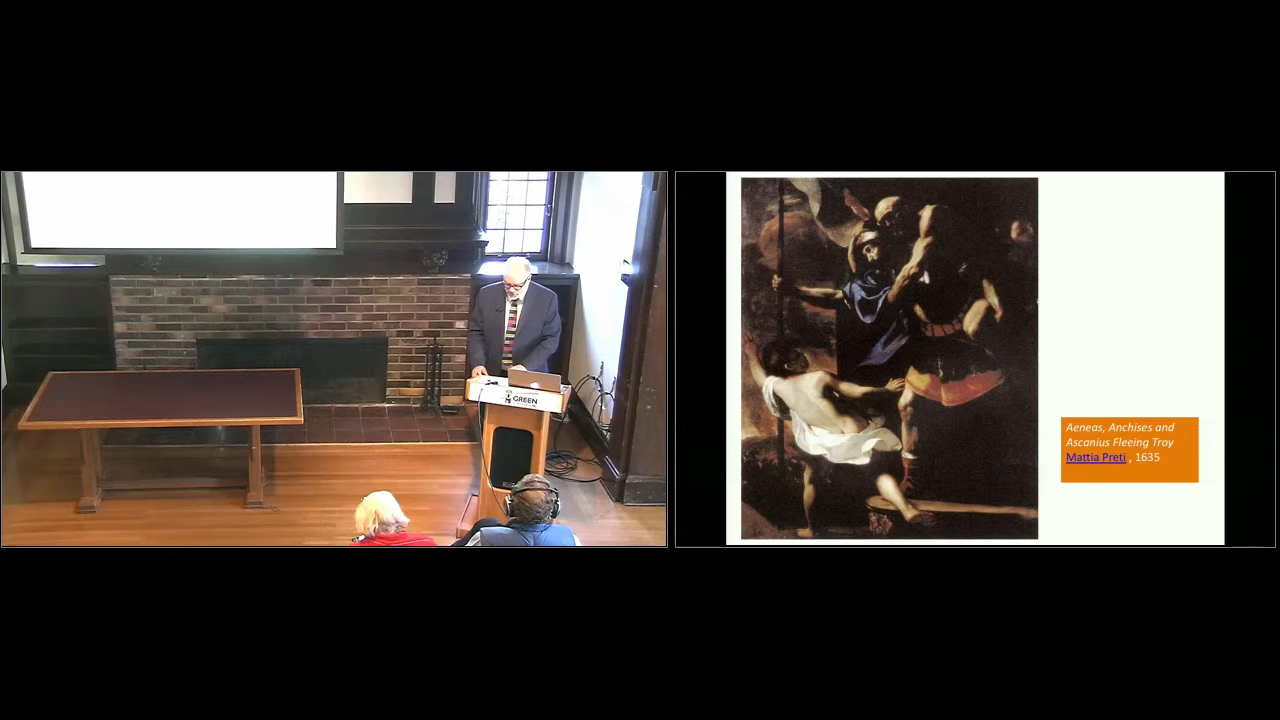 GREEN
Aeneas, Anchises and
Ascanius Fleeing Troy
Mattia Preti , 1635